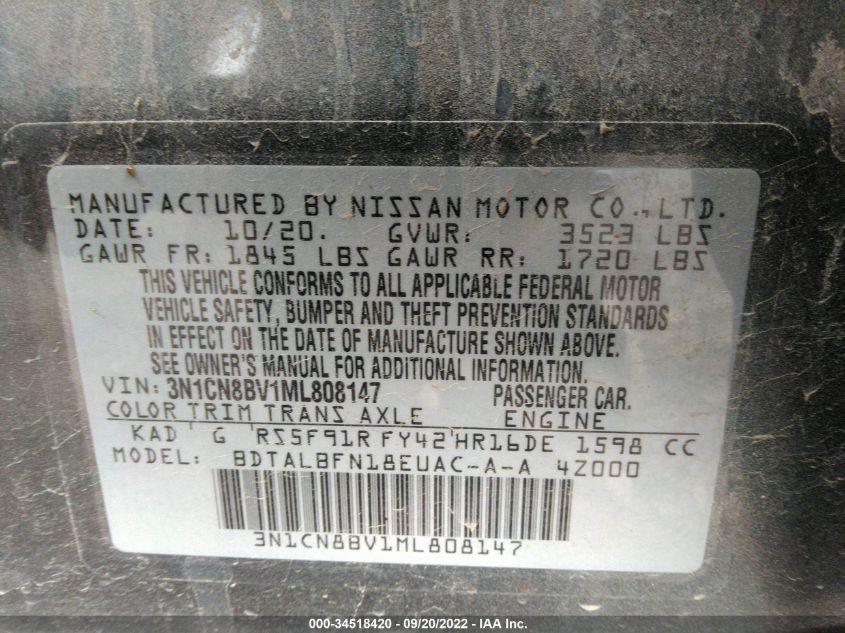 MANUFACTURED BY NISSAN MOTOR CO., LTD.
DATE: 10/20. GVWR: 3523 LBS
GAWR FR: 1845 LBS GAWR RR: 1720 LBS
THIS VEHICLE CONFORMS TO ALL APPLICABLE FEDERAL MOTOR
VEHICLE SAFETY, BUMPER AND THEFT PREVENTION STANDARDS
IN EFFECT ON THE DATE OF MANUFACTURE SHOWN ABOVE.
SEE OWNER'S MANUAL FOR ADDITIONAL INFORMATION.
VIN: 3N1CN8BV1ML808147 PASSENGER CAR.
COLOR TRIM TRANS AXLE ENGINE
KAD G RS5F91R FY42 HR16DE 1598 CC
MODEL: BDTALBFN18EUAC-A-A 4Z000
3N1CN8BV1ML808147
000-34518420 - 09/20/2022 - IAA Inc.